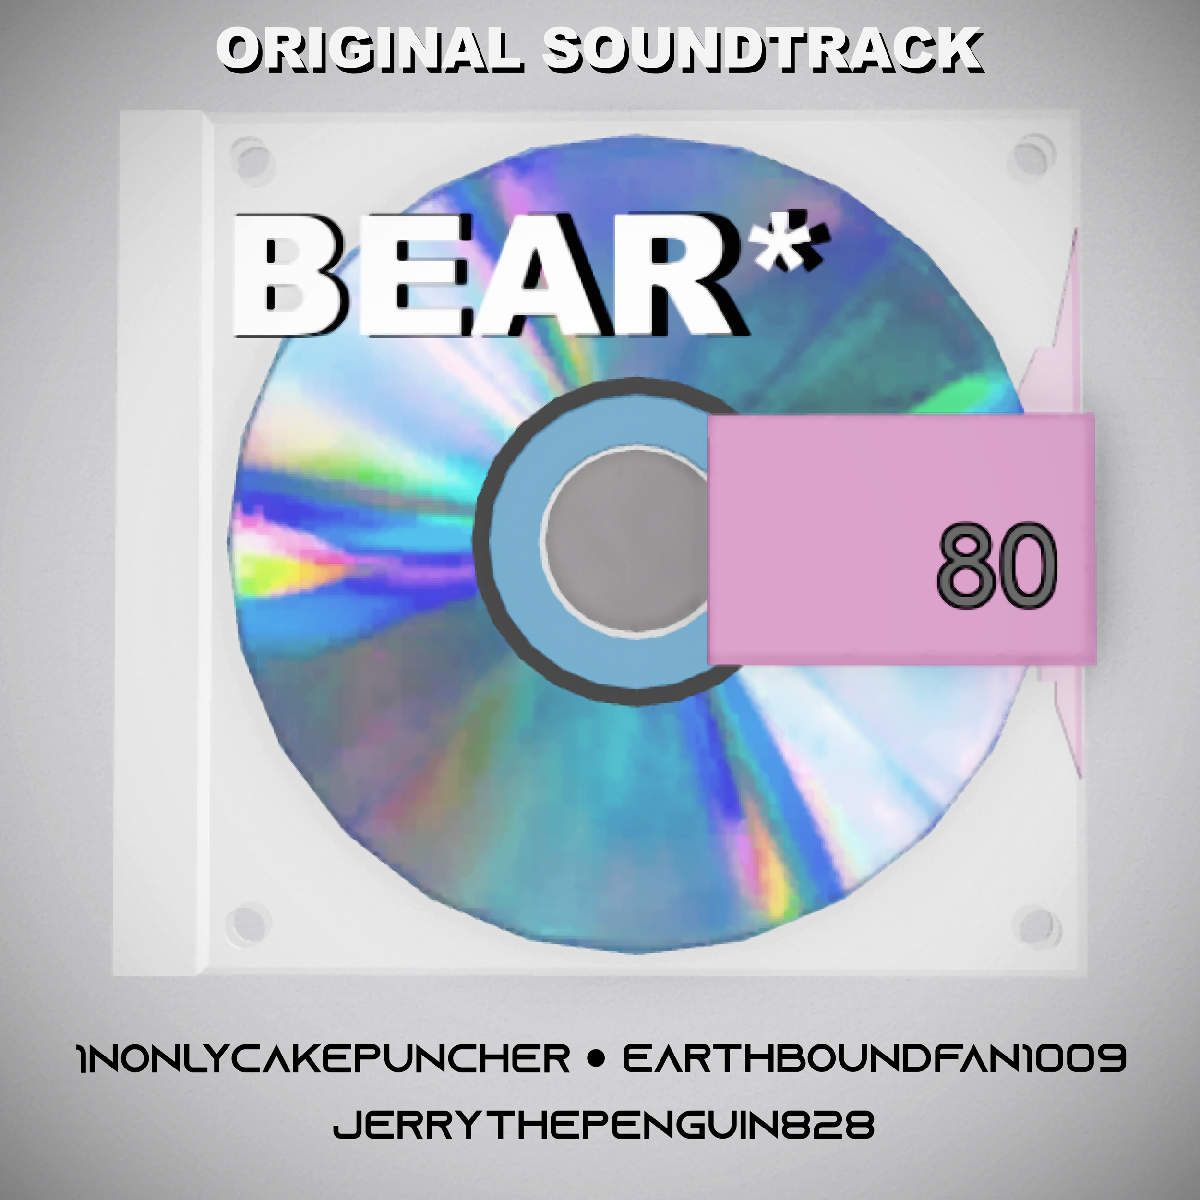 ORIGINAL SOUNDTRACK
BEAR*
80
1NONLYCAKEPUNCHER • EARTHBOUNDFAN1009
JERRYTHEPENGUIN828